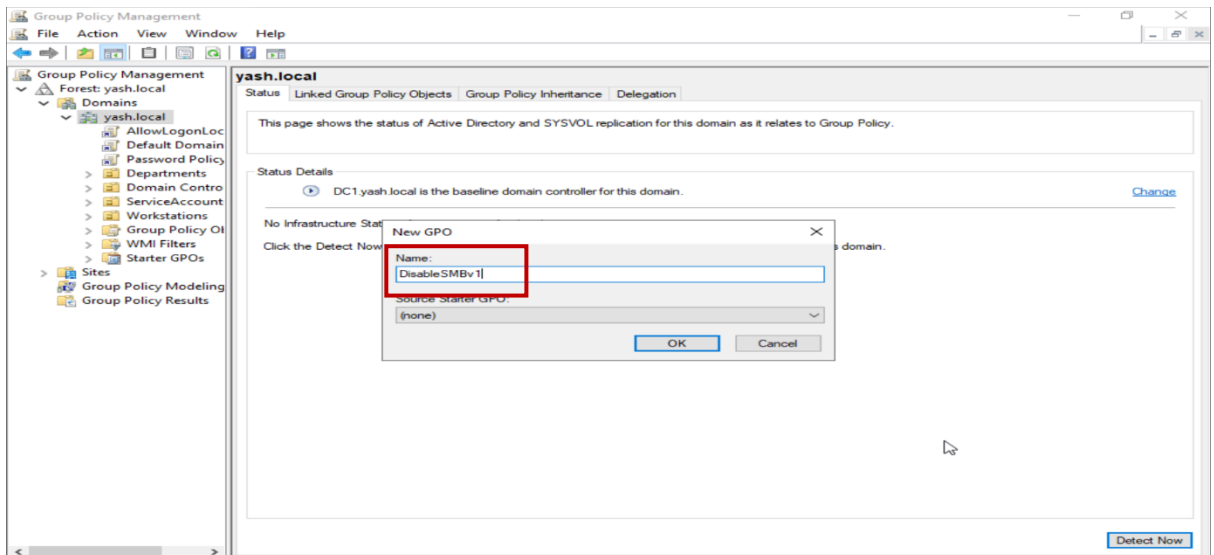 Group Policy Management
File Action View Window Help
Group Policy Management
Forest: yash.local
Domains
yash.local
AllowLogonLoc
Default Domain
Password Policy
Departments
Domain Contro
ServiceAccount
Workstations
Group Policy Ob
WMI Filters
Starter GPOs
Sites
Group Policy Modeling
Group Policy Results
yash.local
Status Linked Group Policy Objects Group Policy Inheritance Delegation
This page shows the status of Active Directory and SYSVOL replication for this domain as it relates to Group Policy.
Status Details
DC1.yash.local is the baseline domain controller for this domain.
Change
No Infrastructure Stat
Click the Detect Now
s domain.
New GPO
Name:
DisableSMBv1
Source Starter GPO:
(none)
OK Cancel
Detect Now